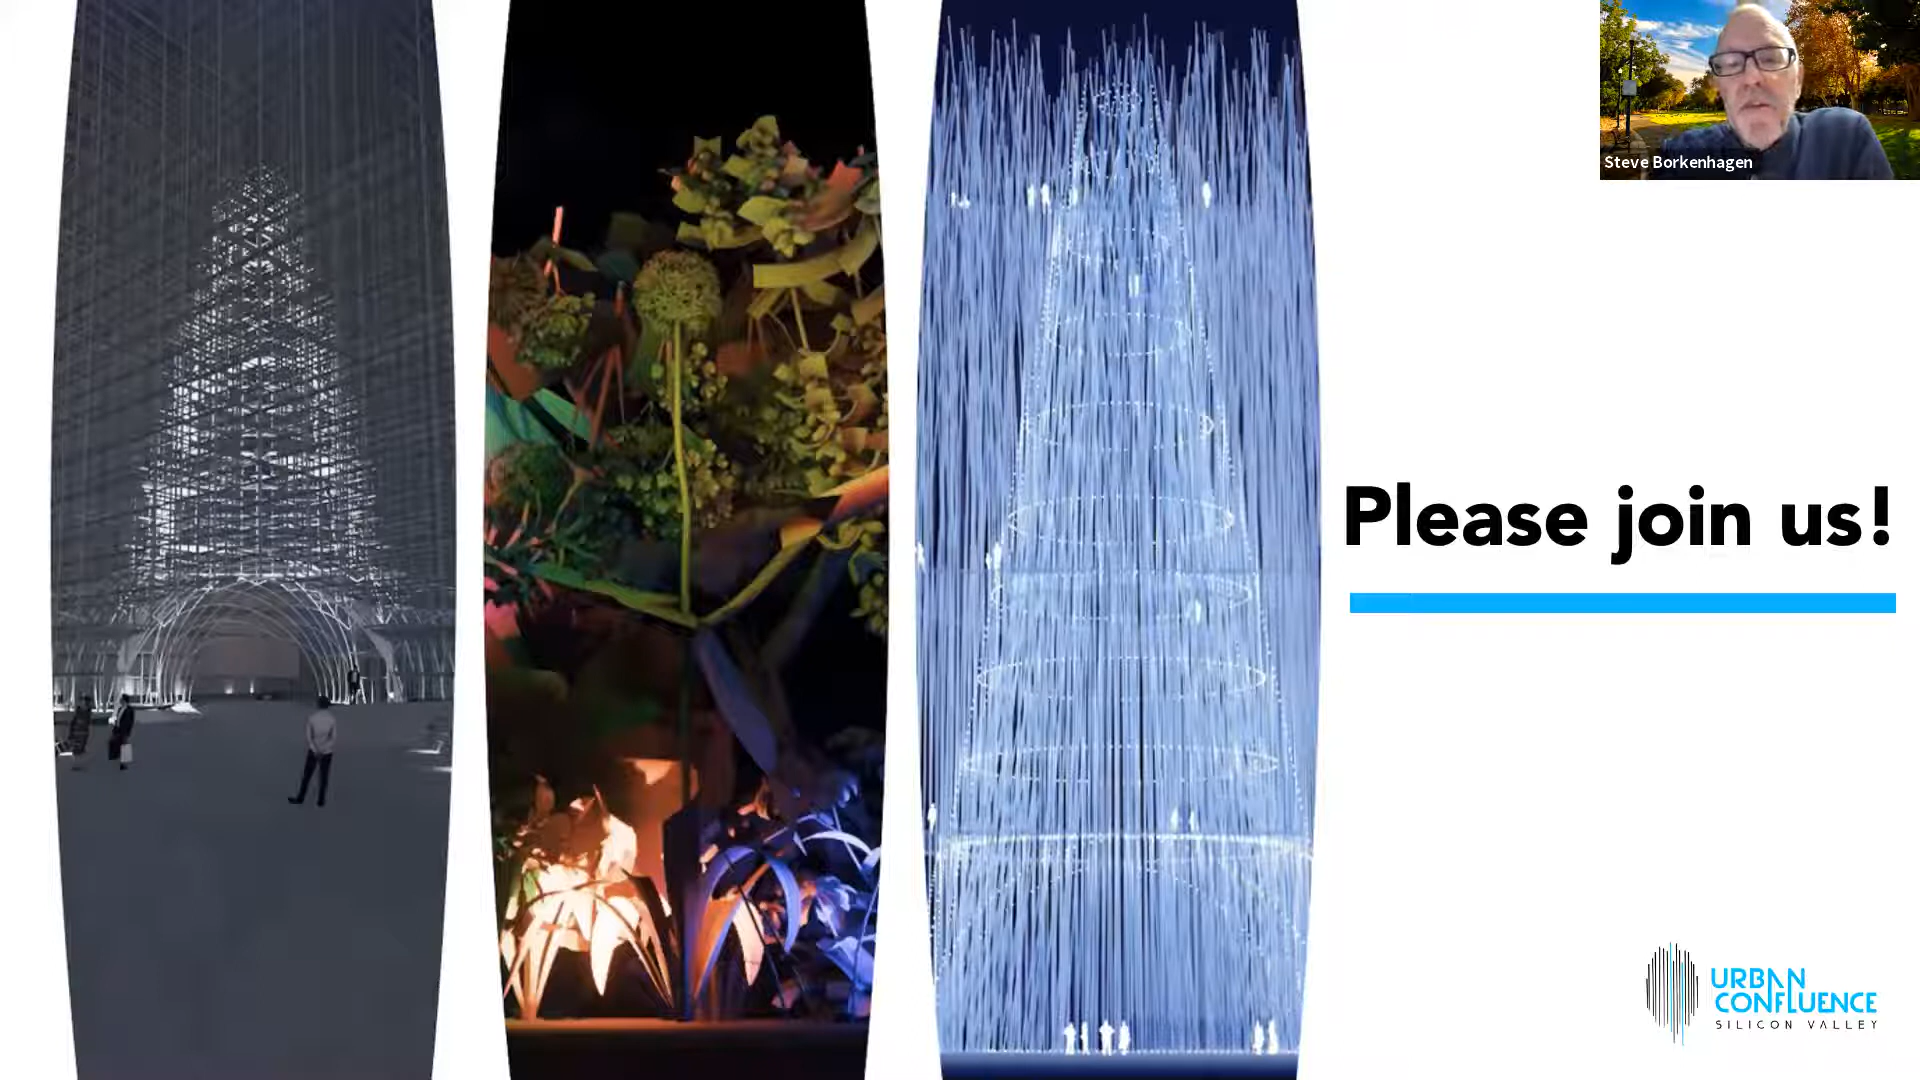 Steve Borkenhagen
Please join us!
URBAN
CONFLUENCE
SILICON VALLEY